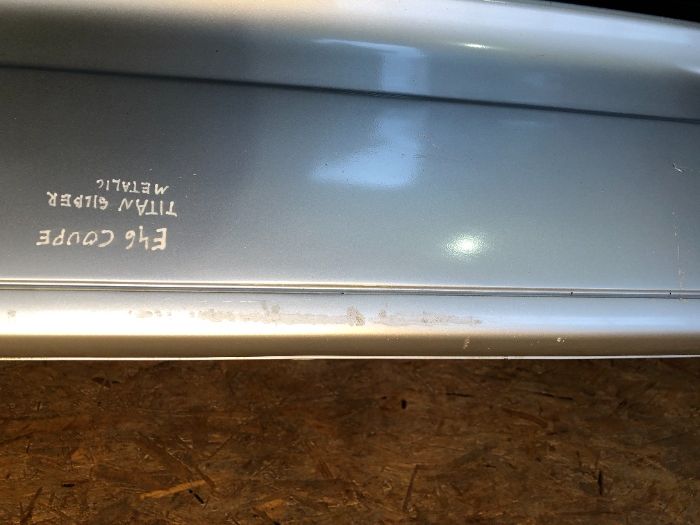 E46 COUPE
TITAN SILBER
METALIC